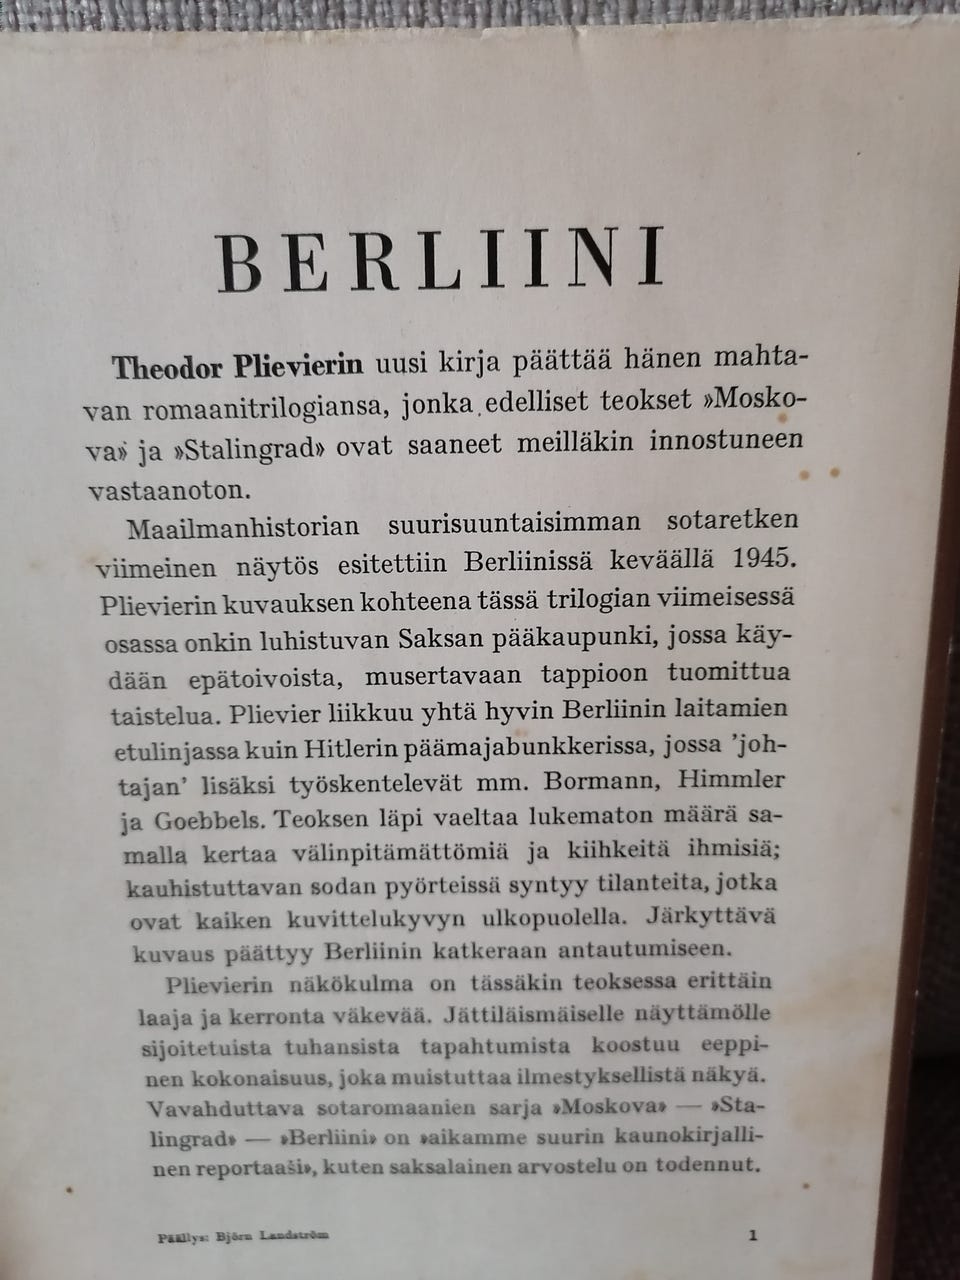 BERLIINI
Theodor Plievierin uusi kirja päättää hänen mahta-
van romaanitrilogiansa, jonka edelliset teokset »Mosko-
va» ja »Stalingrad» ovat saaneet meilläkin innostuneen
vastaanoton.
Maailmanhistorian suurisuuntaisimman sotaretken
viimeinen näytös esitettiin Berliinissä keväällä 1945.
Plievierin kuvauksen kohteena tässä trilogian viimeisessä
osassa onkin luhistuvan Saksan pääkaupunki, jossa käy-
dään epätoivoista, musertavaan tappioon tuomittua
taistelua. Plievier liikkuu yhtä hyvin Berliinin laitamien
etulinjassa kuin Hitlerin päämajabunkkerissa, jossa 'joh-
tajan' lisäksi työskentelevät mm. Bormann, Himmler
ja Goebbels. Teoksen läpi vaeltaa lukematon määrä sa-
malla kertaa välinpitämättömiä ja kiihkeitä ihmisiä;
kauhistuttavan sodan pyörteissä syntyy tilanteita, jotka
ovat kaiken kuvittelukyvyn ulkopuolella. Järkyttävä
kuvaus päättyy Berliinin katkeraan antautumiseen.
Plievierin näkökulma on tässäkin teoksessa erittäin
laaja ja kerronta väkevää. Jättiläismäiselle näyttämölle
sijoitetuista tuhansista tapahtumista koostuu eeppi-
nen kokonaisuus, joka muistuttaa ilmestyksellistä näkyä.
Vavahduttava sotaromaanien sarja »Moskova» — »Sta-
lingrad» — »Berliini» on »aikamme suurin kaunokirjalli-
nen reportaaši», kuten saksalainen arvostelu on todennut.
Päällys: Björn Landström
1